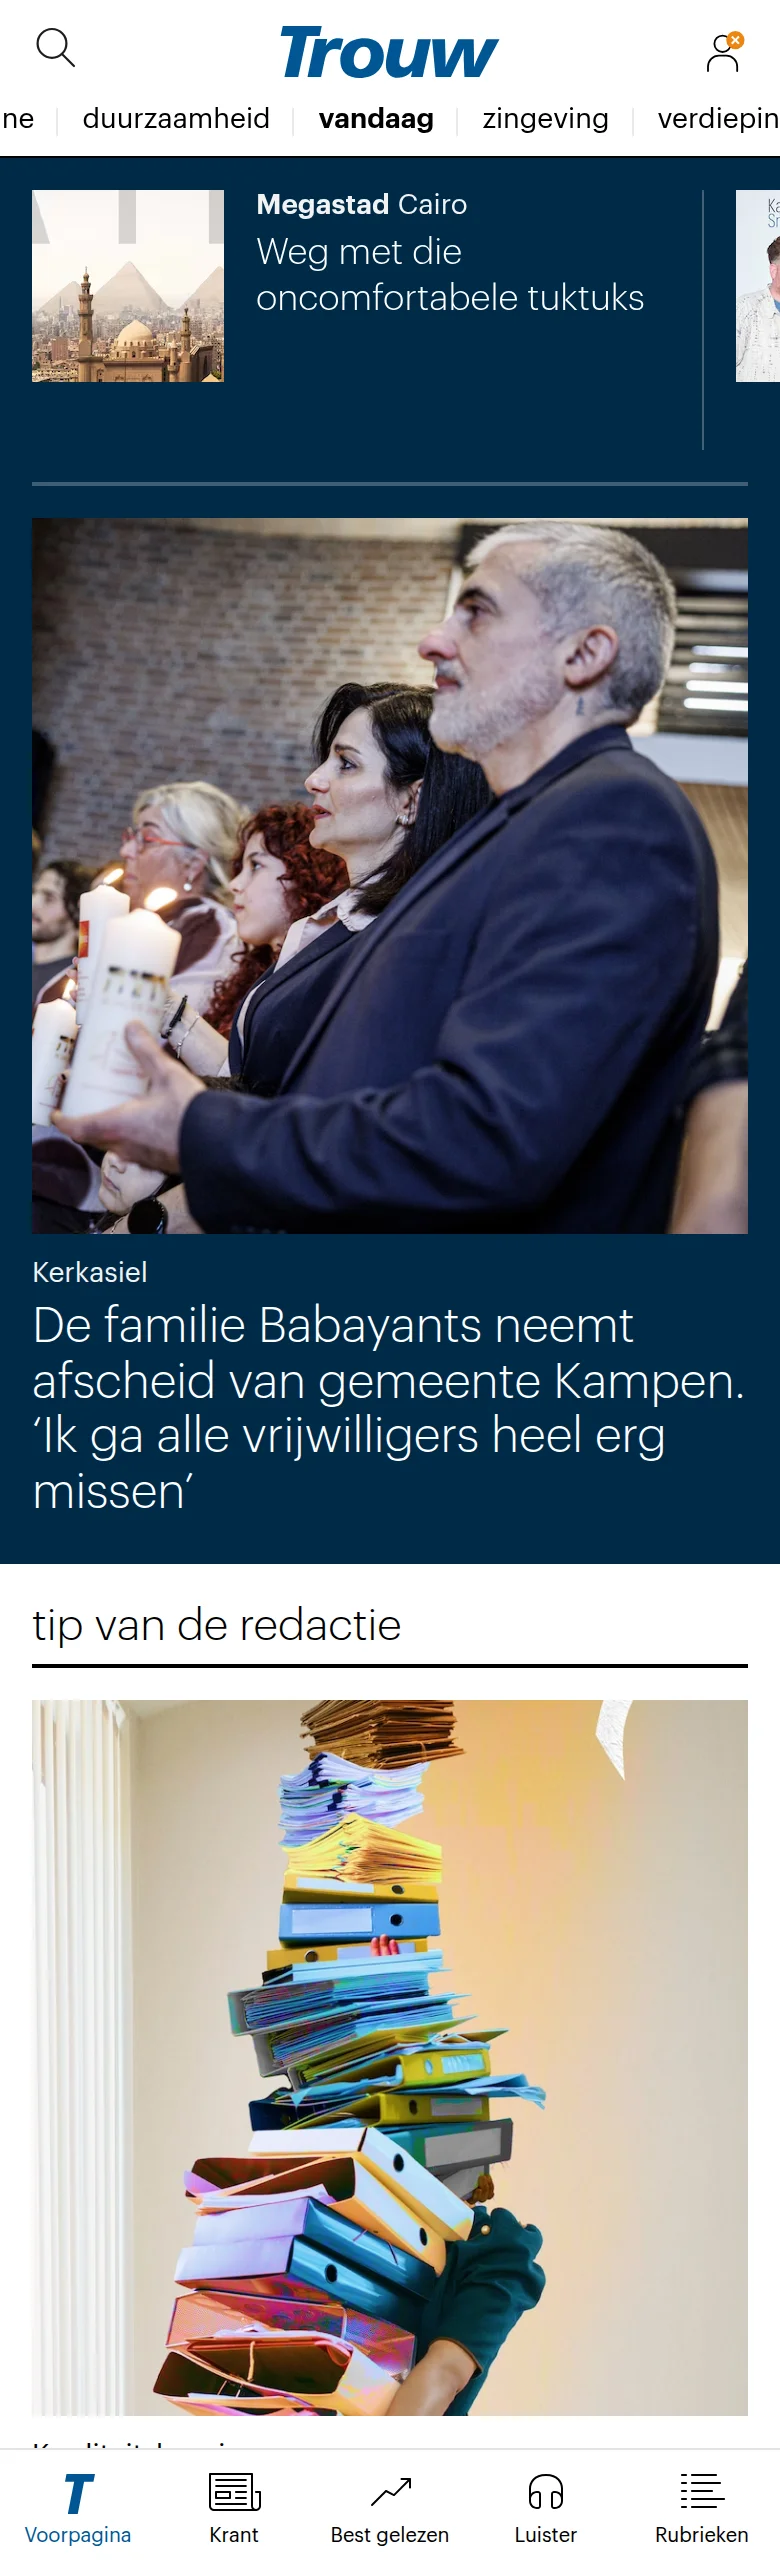 Trouw
ne
duurzaamheid
vandaag
zingeving
verdiepin
Megastad Cairo
Weg met die
oncomfortabele tuktuks
Kerkasiel
De familie Babayants neemt
afscheid van gemeente Kampen.
‘Ik ga alle vrijwilligers heel erg
missen’
tip van de redactie
T
Voorpagina
Krant
Best gelezen
Luister
Rubrieken